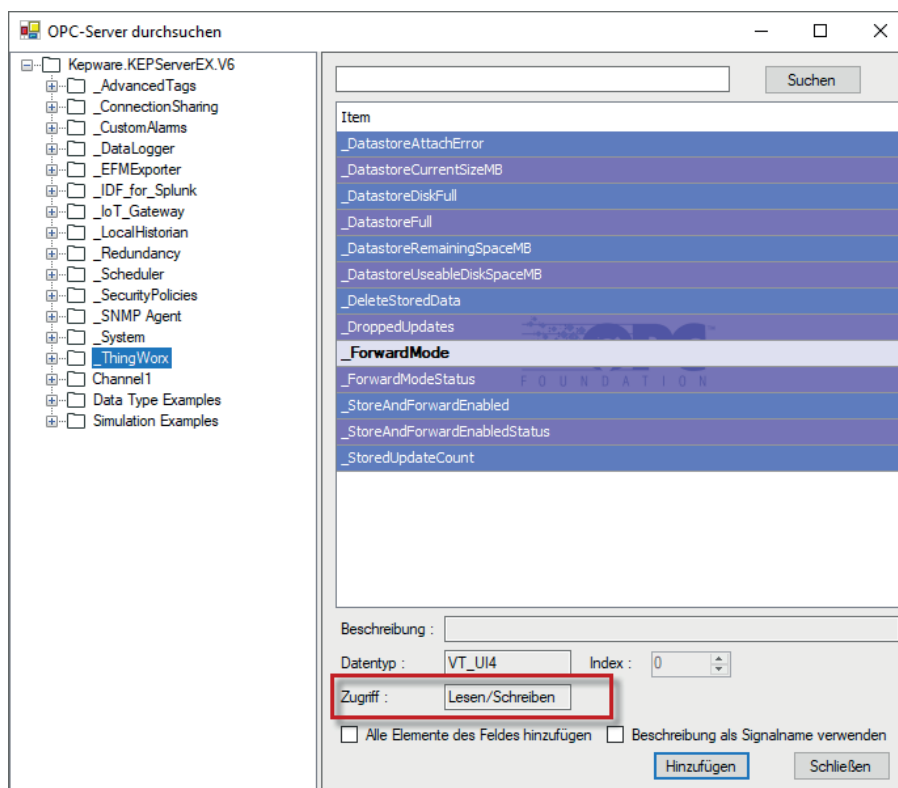 OPC-Server durchsuchen
Kepware.KEPServerEX.V6
_AdvancedTags
_ConnectionSharing
_CustomAlarms
_DataLogger
_EFMExporter
_IDF_for_Splunk
_IoT_Gateway
_LocalHistorian
_Redundancy
_Scheduler
_SecurityPolicies
_SNMP Agent
_System
_ThingWorx
Channel1
Data Type Examples
Simulation Examples
Suchen
Item
_DatastoreAttachError
_DatastoreCurrentSizeMB
_DatastoreDiskFull
_DatastoreFull
_DatastoreRemainingSpaceMB
_DatastoreUseableDiskSpaceMB
_DeleteStoredData
_DroppedUpdates
_ForwardMode
_ForwardModeStatus
_StoreAndForwardEnabled
_StoreAndForwardEnabledStatus
_StoredUpdateCount
OPC
FOUNDATION
Beschreibung :
Datentyp : VT_UI4 Index : 0
Zugriff : Lesen/Schreiben
Alle Elemente des Feldes hinzufügen Beschreibung als Signalname verwenden
Hinzufügen Schließen